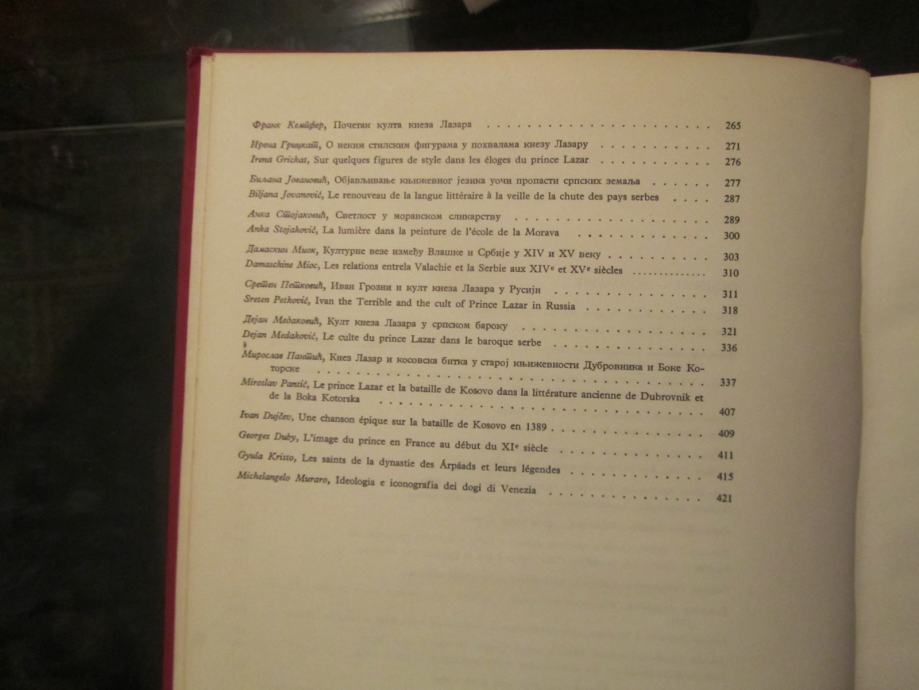 Франк Кемпфер, Почеци култа кнеза Лазара 265
Ирена Грицкат, О неким стилским фигурама у похвалама кнезу Лазару 271
Irena Grickat, Sur quelques figures de style dans les éloges du prince Lazar 276
Биљана Јовановић, Објављивање књижевног језика уочи пропасти српских земаља 277
Biljana Jovanović, Le renouveau de la langue littéraire à la veille de la chute des pays serbes 287
Анка Стојаковић, Светлост у моравском сликарству 289
Anka Stojaković, La lumière dans la peinture de l'école de la Morava 300
Дамаскин Миок, Културне везе између Влашке и Србије у XIV и XV веку 303
Damaschine Mioc, Les relations entrela Valachie et la Serbie aux XIVe et XVe siècles 310
Сретен Петковић, Иван Грозни и култ кнеза Лазара у Русији 311
Sreten Petković, Ivan the Terrible and the cult of Prince Lazar in Russia 318
Дејан Медаковић, Култ кнеза Лазара у српском бароку 321
Dejan Medaković, Le culte du prince Lazar dans le baroque serbe 336
Мирослав Пантић, Кнез Лазар и косовска битка у старој књижевности Дубровника и Боке Ко-
торске 337
Miroslav Pantić, Le prince Lazar et la bataille de Kosovo dans la littérature ancienne de Dubrovnik et
de la Boka Kotorska 407
Ivan Dujčev, Une chanson épique sur la bataille de Kosovo en 1389 409
Georges Duby, L'image du prince en France au début du XIe siècle 411
Gyula Kristo, Les saints de la dynastie des Árpáads et leurs légendes 415
Michelangelo Muraro, Ideologia e iconografia dei dogi di Venezia 421